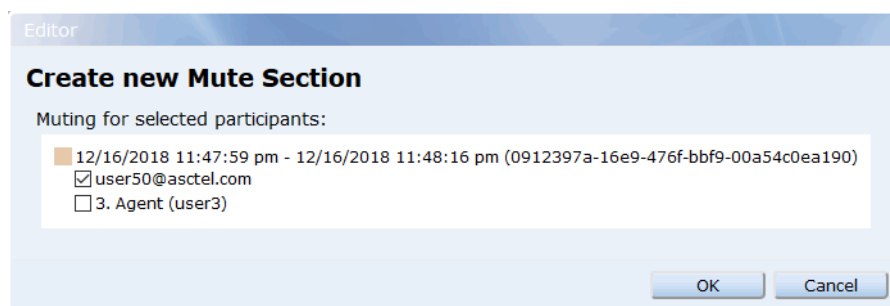 Editor
Create new Mute Section
Muting for selected participants:
12/16/2018 11:47:59 pm - 12/16/2018 11:48:16 pm (0912397a-16e9-476f-bbf9-00a54c0ea190)
user50@asctel.com
3. Agent (user3)
OK Cancel